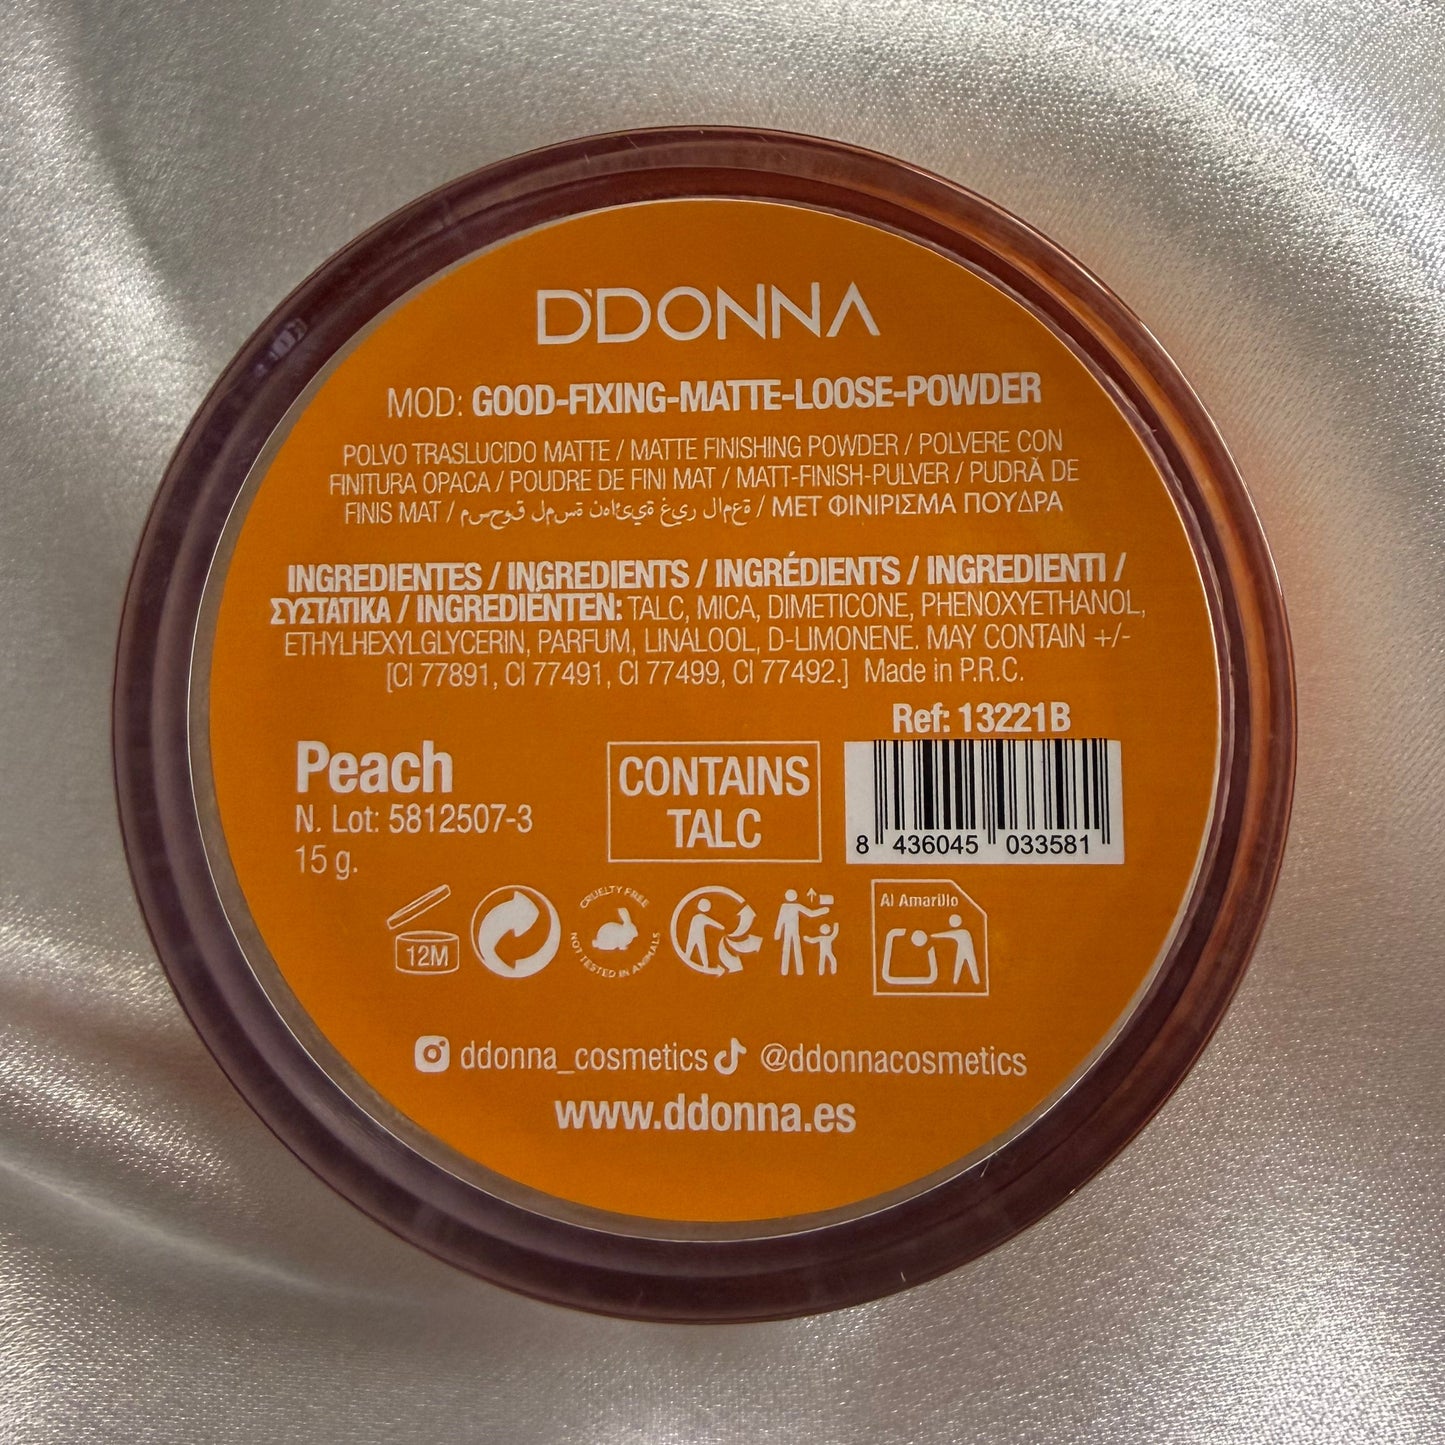 D'DONNA
MOD: GOOD-FIXING-MATTE-LOOSE-POWDER
POLVO TRASLUCIDO MATTE / MATTE FINISHING POWDER / POLVERE CON
FINITURA OPACA / POUDRE DE FINI MAT / MATT-FINISH-PULVER / PUDRĂ DE
FINIS MAT / / ΜΕΤ ΦΙΝΙΡΙΣΜΑ ΠΟΥΔΡΑ
INGREDIENTES / INGREDIENTS / INGRÉDIENTS / INGREDIENTI /
ΣΥΣΤΑΤΙΚΑ / INGREDIËNTEN: TALC, MICA, DIMETICONE, PHENOXYETHANOL,
ETHYLHEXYLGLYCERIN, PARFUM, LINALOOL, D-LIMONENE. MAY CONTAIN +/-
[CI 77891, CI 77491, CI 77499, CI 77492.] Made in P.R.C.
Ref: 13221B
Peach
N. Lot: 5812507-3
15 g.
CONTAINS
TALC
8 436045 033581
12M
CRUELTY FREE
NOT TESTED IN ANIMALS
Al Amarillo
ddonna_cosmetics @ddonnacosmetics
www.ddonna.es